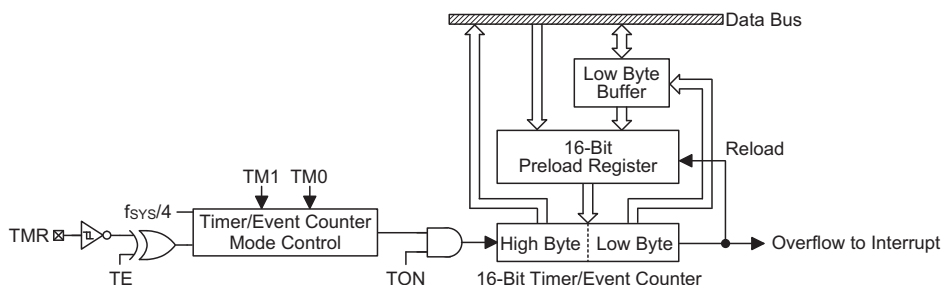 Data Bus
Low Byte
Buffer
16-Bit
Preload Register
Reload
TM1 TM0
fSYS/4
Timer/Event Counter
Mode Control
TMR
TE
TON
High Byte
Low Byte
Overflow to Interrupt
16-Bit Timer/Event Counter